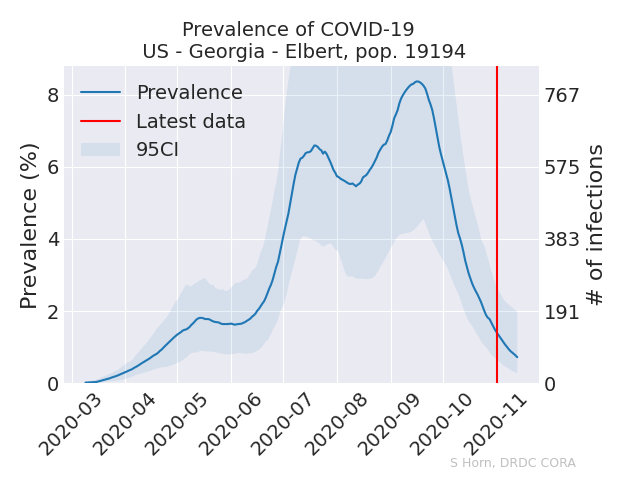 Prevalence of COVID-19
US - Georgia - Elbert, pop. 19194
Prevalence
Latest data
95CI
Prevalence (%)
8
6
4
2
0
767
575
383
191
0
# of infections
2020-03
2020-04
2020-05
2020-06
2020-07
2020-08
2020-09
2020-10
2020-11
S Horn, DRDC CORA